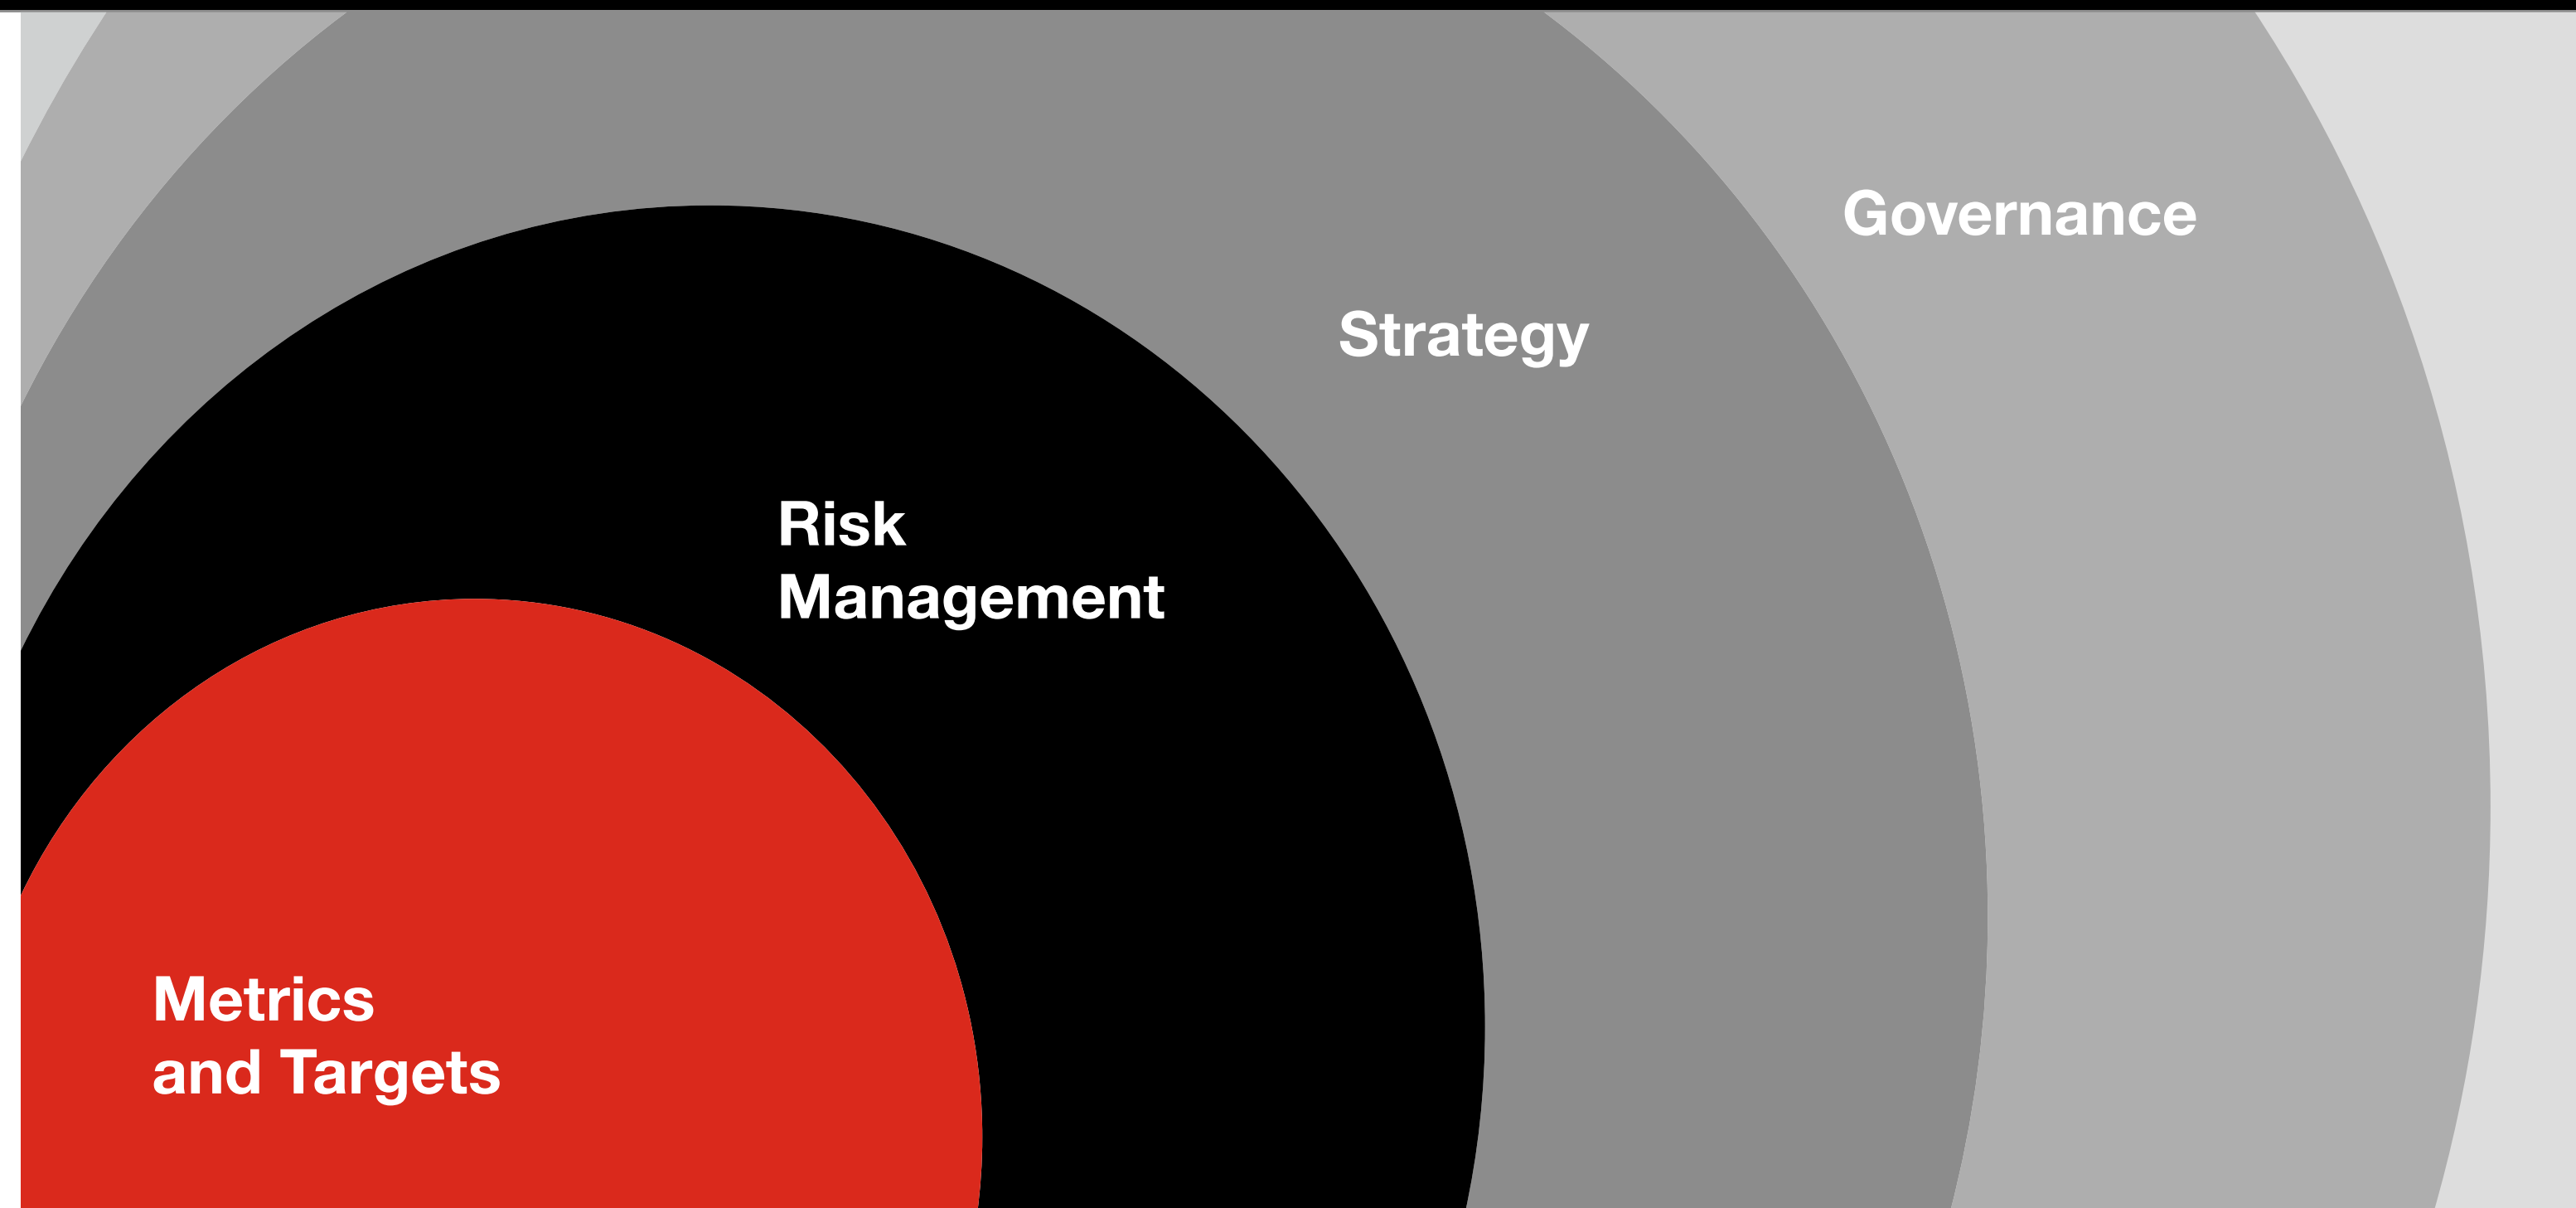 Governance
Strategy
Risk
Management
Metrics
and Targets